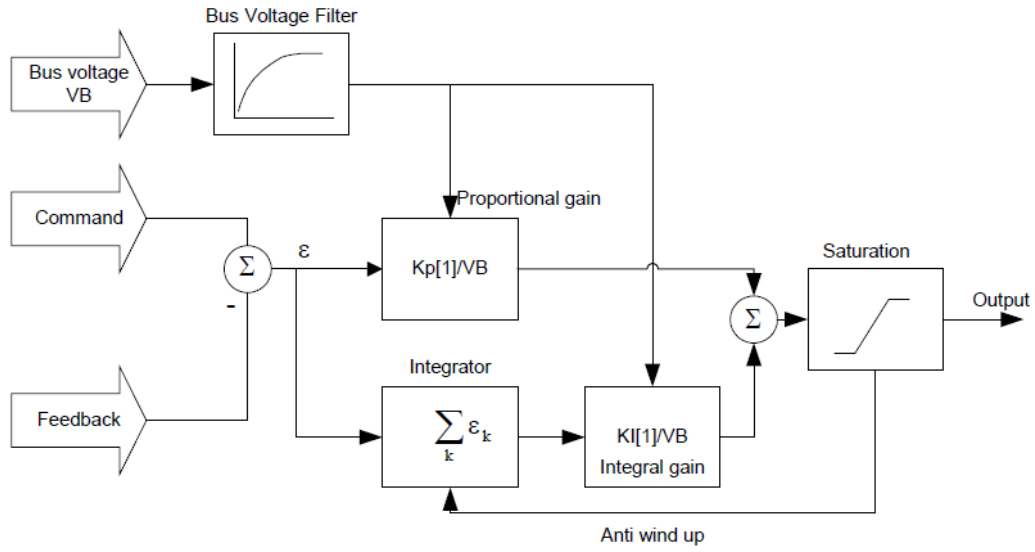 Bus Voltage Filter
Bus voltage
VB
Command
Proportional gain
ε
Σ
-
Kp[1]/VB
Saturation
Σ
Output
Integrator
Feedback
∑ εk
k
KI[1]/VB
Integral gain
Anti wind up